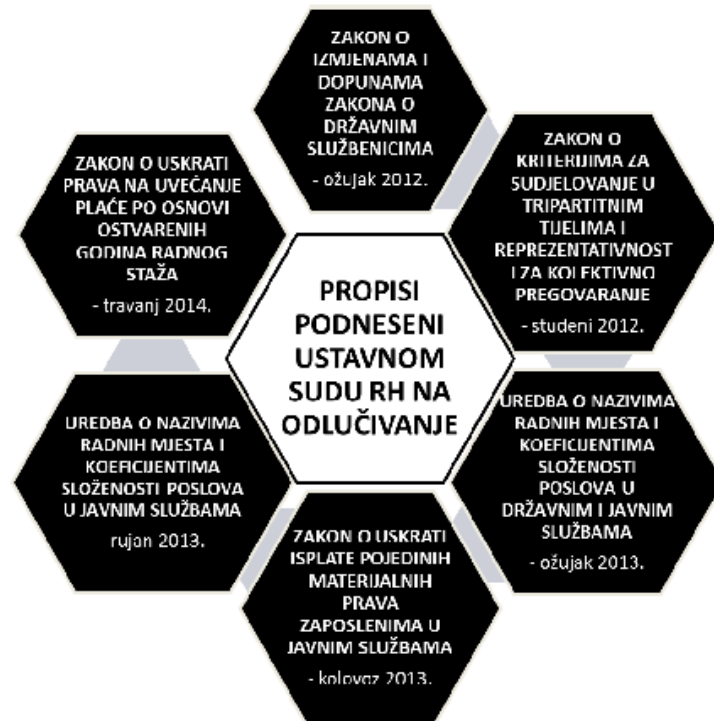 ZAKON O
IZMJENAMA I
DOPUNAMA
ZAKONA O
DRŽAVNIM
SLUŽBENICIMA
- ožujak 2012.
ZAKON O
KRITERIJIMA ZA
SUDJELOVANJE U
TRIPARTITNIM
TIJELIMA I
REPREZENTATIVNOST
I ZA KOLEKTIVNO
PREGOVARANJE
- studeni 2012.
UREDBA O NAZIVIMA
RADNIH MJESTA I
KOEFICIJENTIMA
SLOŽENOSTI
POSLOVA U
DRŽAVNIM I JAVNIM
SLUŽBAMA
- ožujak 2013.
ZAKON O USKRATI
ISPLATE POJEDINIH
MATERIJALNIH
PRAVA
ZAPOSLENIMA U
JAVNIM SLUŽBAMA
- kolovoz 2013.
UREDBA O NAZIVIMA
RADNIH MJESTA I
KOEFICIJENTIMA
SLOŽENOSTI POSLOVA
U JAVNIM SLUŽBAMA
rujan 2013.
ZAKON O USKRATI
PRAVA NA UVEĆANJE
PLAĆE PO OSNOVI
OSTVARENIH
GODINA RADNOG
STAŽA
- travanj 2014.
PROPISI
PODNESENI
USTAVNOM
SUDU RH NA
ODLUČIVANJE